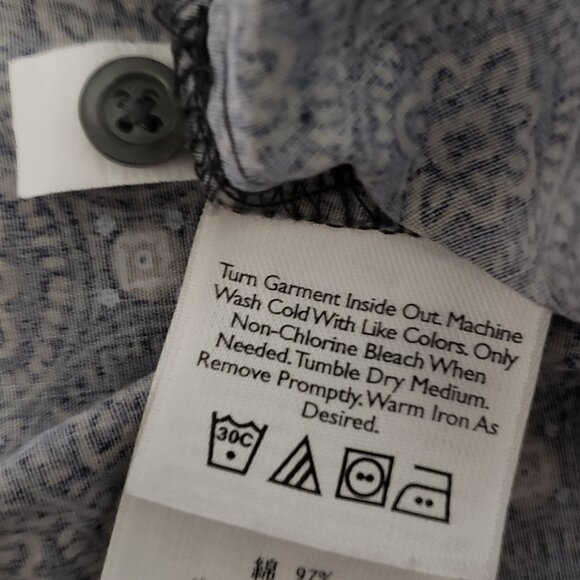 Turn Garment Inside Out. Machine
Wash Cold With Like Colors. Only
Non-Chlorine Bleach When
Needed. Tumble Dry Medium.
Remove Promptly. Warm Iron As
Desired.
30C
綿 97%